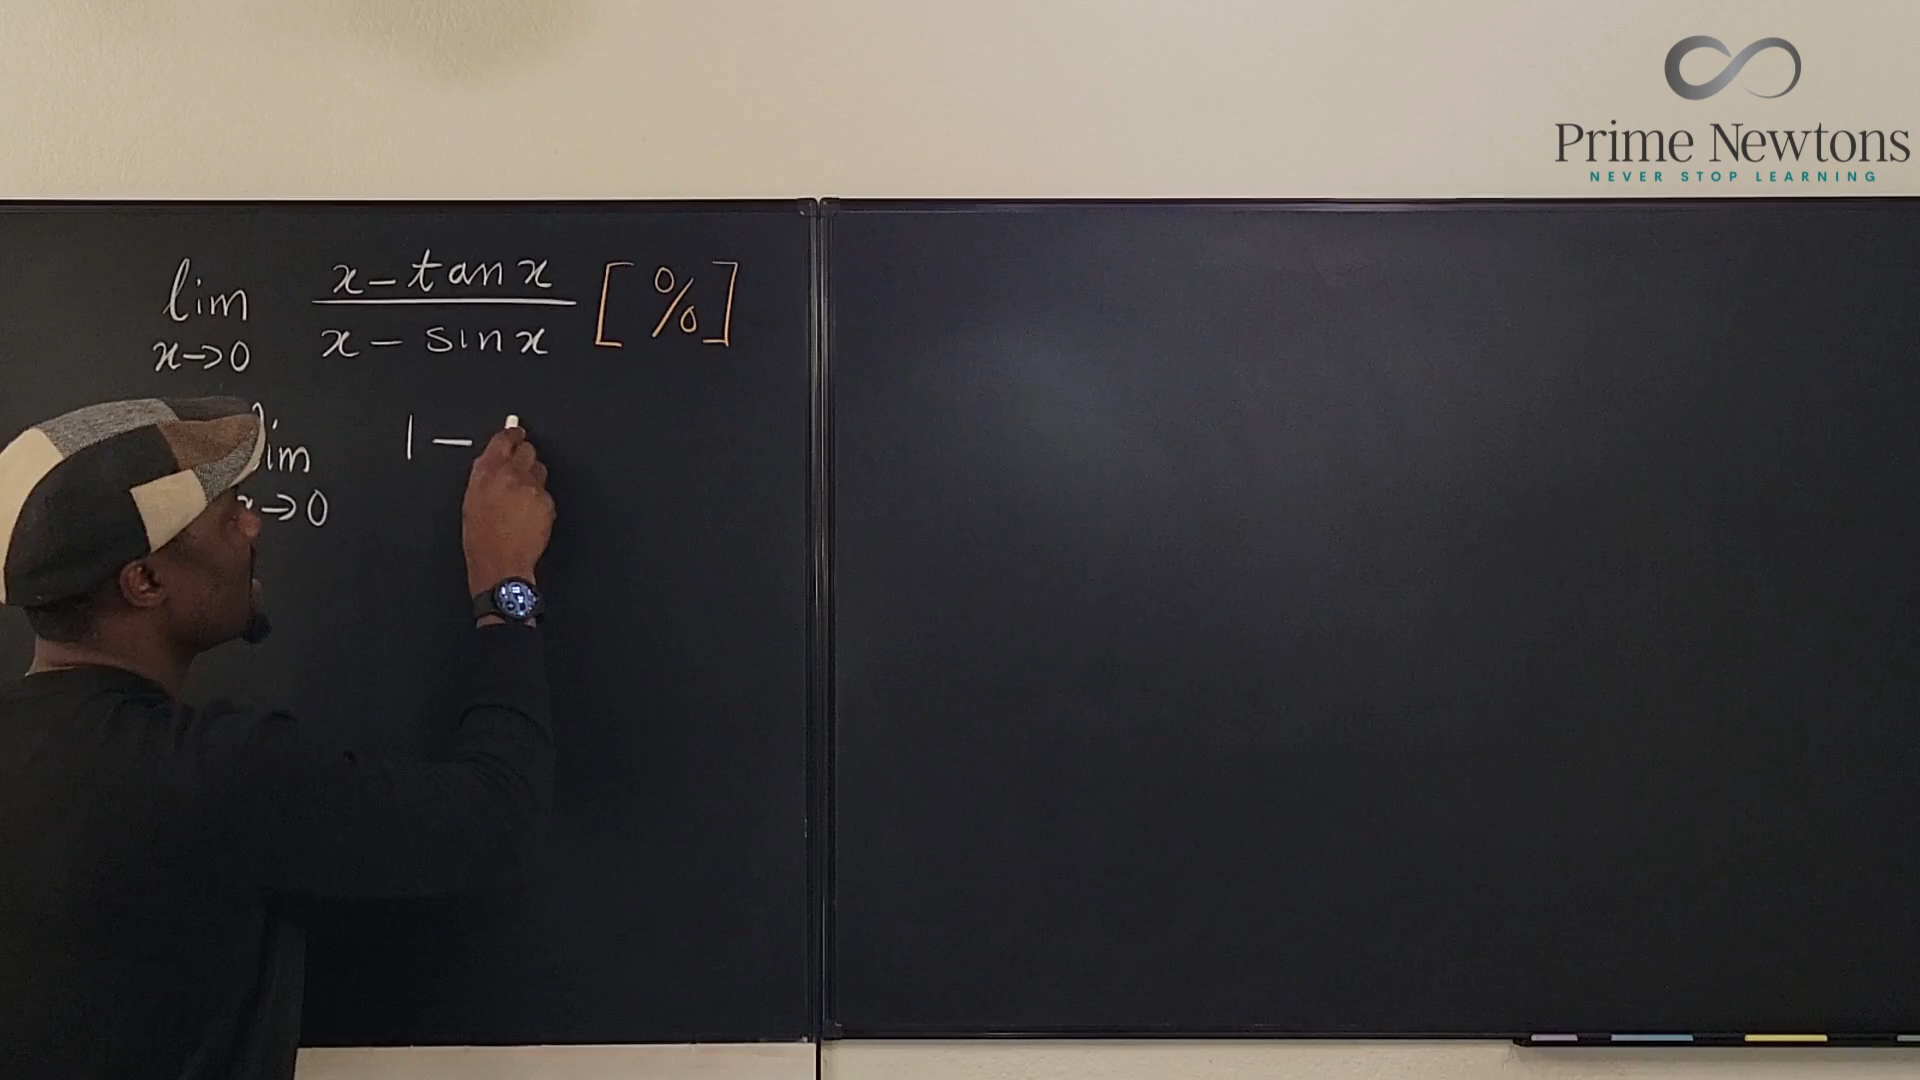 Prime Newtons
NEVER STOP LEARNING
lim x→0 x – tan x / x – sin x [0/0]
lim x→0 1 –